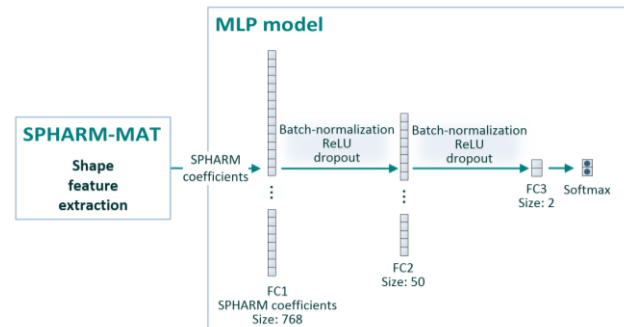 MLP model
SPHARM-MAT
Shape
feature
extraction
SPHARM
coefficients
Batch-normalization
ReLU
dropout
Batch-normalization
ReLU
dropout
FC1
SPHARM coefficients
Size: 768
FC2
Size: 50
FC3
Size: 2
Softmax